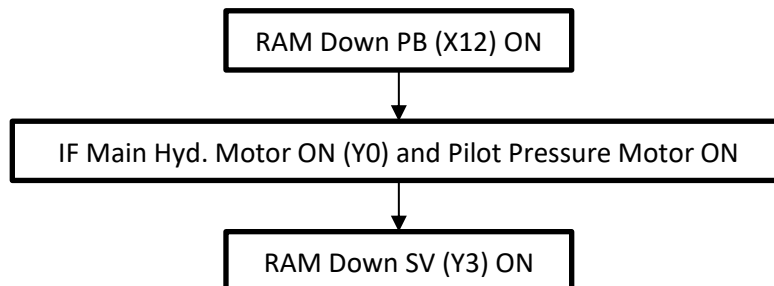 RAM Down PB (X12) ON
IF Main Hyd. Motor ON (Y0) and Pilot Pressure Motor ON
RAM Down SV (Y3) ON